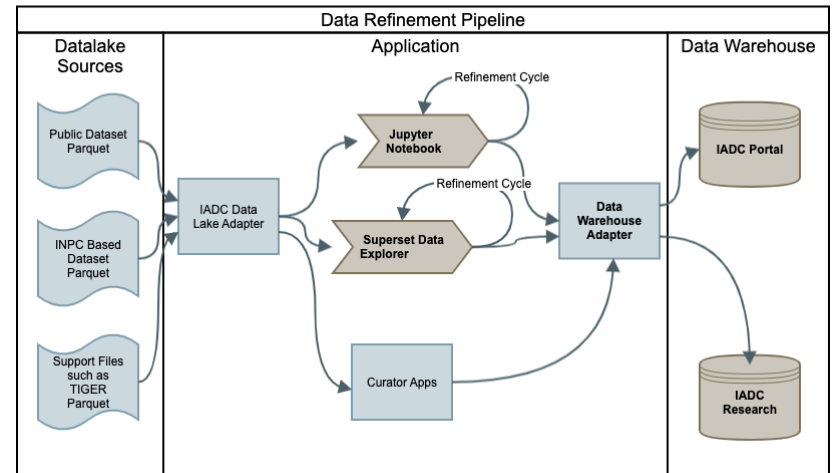 Data Refinement Pipeline
Datalake
Sources
Application
Data Warehouse
Public Dataset
Parquet
INPC Based
Dataset
Parquet
Support Files
such as
TIGER
Parquet
IADC Data
Lake Adapter
Refinement Cycle
Jupyter
Notebook
Refinement Cycle
Superset Data
Explorer
Curator Apps
Data
Warehouse
Adapter
IADC Portal
IADC
Research